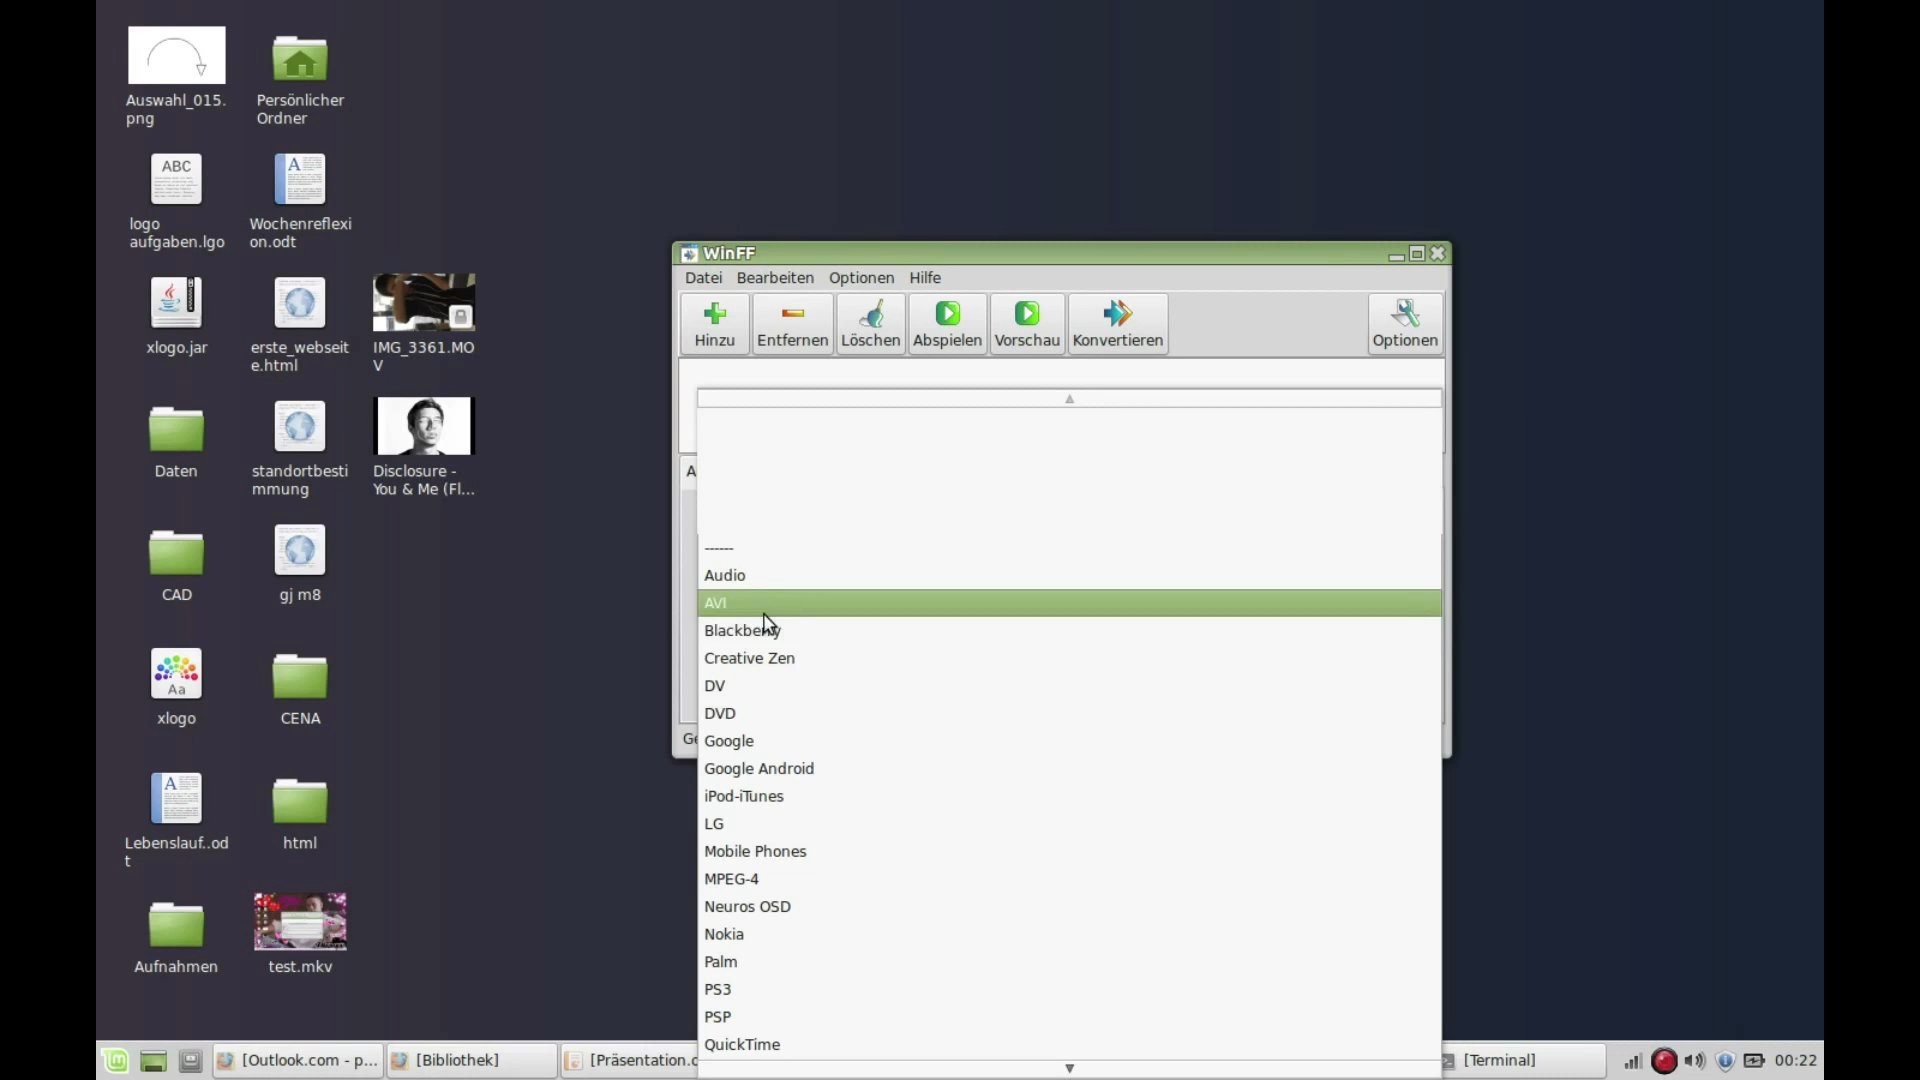 Auswahl_015.
png
Persönlicher
Ordner
ABC
logo
aufgaben.lgo
A
Wochenreflexi
on.odt
xlogo.jar
erste_webseit
e.html
IMG_3361.MO
V
Daten
standortbesti
mmung
Disclosure -
You & Me (Fl...
CAD
gj m8
Aa
xlogo
CENA
A
Lebenslauf..od
t
html
Aufnahmen
test.mkv
WinFF
Datei Bearbeiten Optionen Hilfe
Hinzu Entfernen Löschen Abspielen Vorschau Konvertieren Optionen
A
------
Audio
AVI
Blackberry
Creative Zen
DV
DVD
Google
Google Android
iPod-iTunes
LG
Mobile Phones
MPEG-4
Neuros OSD
Nokia
Palm
PS3
PSP
QuickTime
Ge
[Outlook.com - p... [Bibliothek] [Präsentation.o [Terminal] 00:22